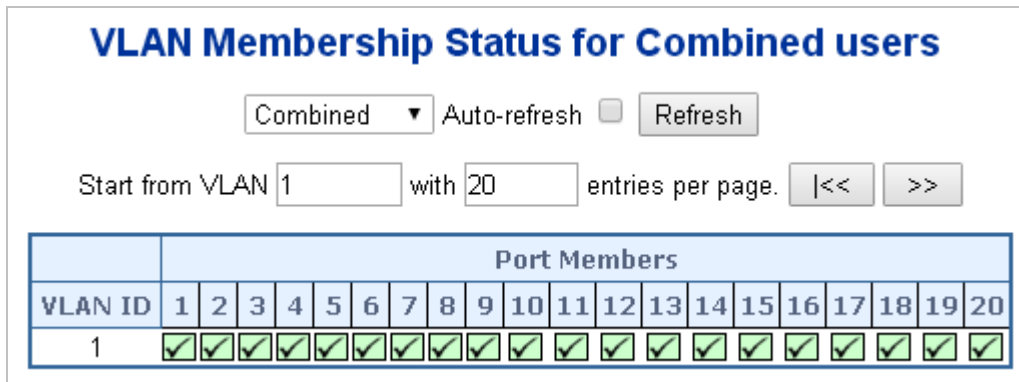 VLAN Membership Status for Combined users
Combined Auto-refresh Refresh
Start from VLAN 1 with 20 entries per page. |<< >>
Port Members
VLAN ID 1 2 3 4 5 6 7 8 9 10 11 12 13 14 15 16 17 18 19 20
1